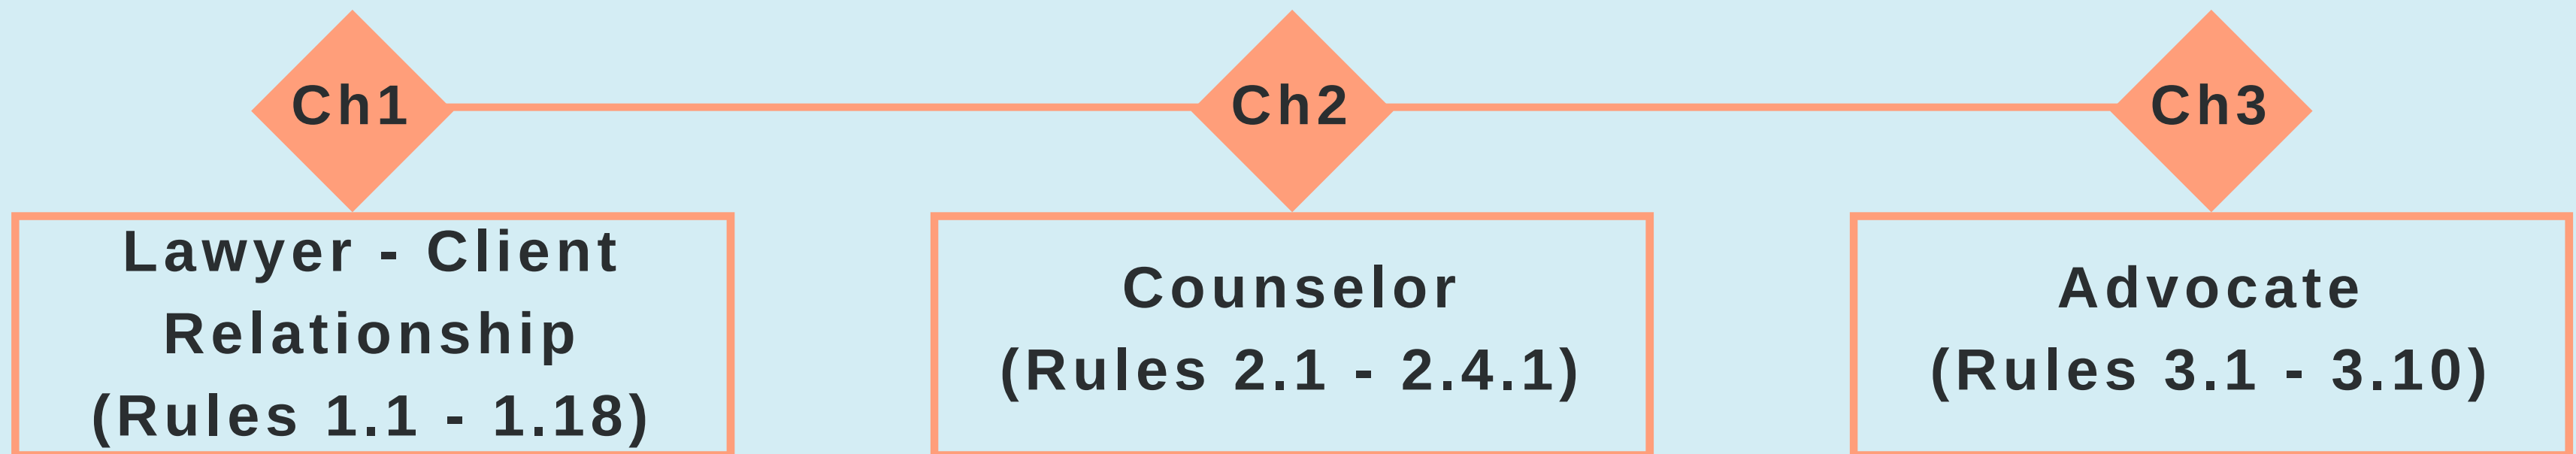 Ch1
Ch2
Ch3
Lawyer - Client
Relationship
(Rules 1.1 - 1.18)
Counselor
(Rules 2.1 - 2.4.1)
Advocate
(Rules 3.1 - 3.10)